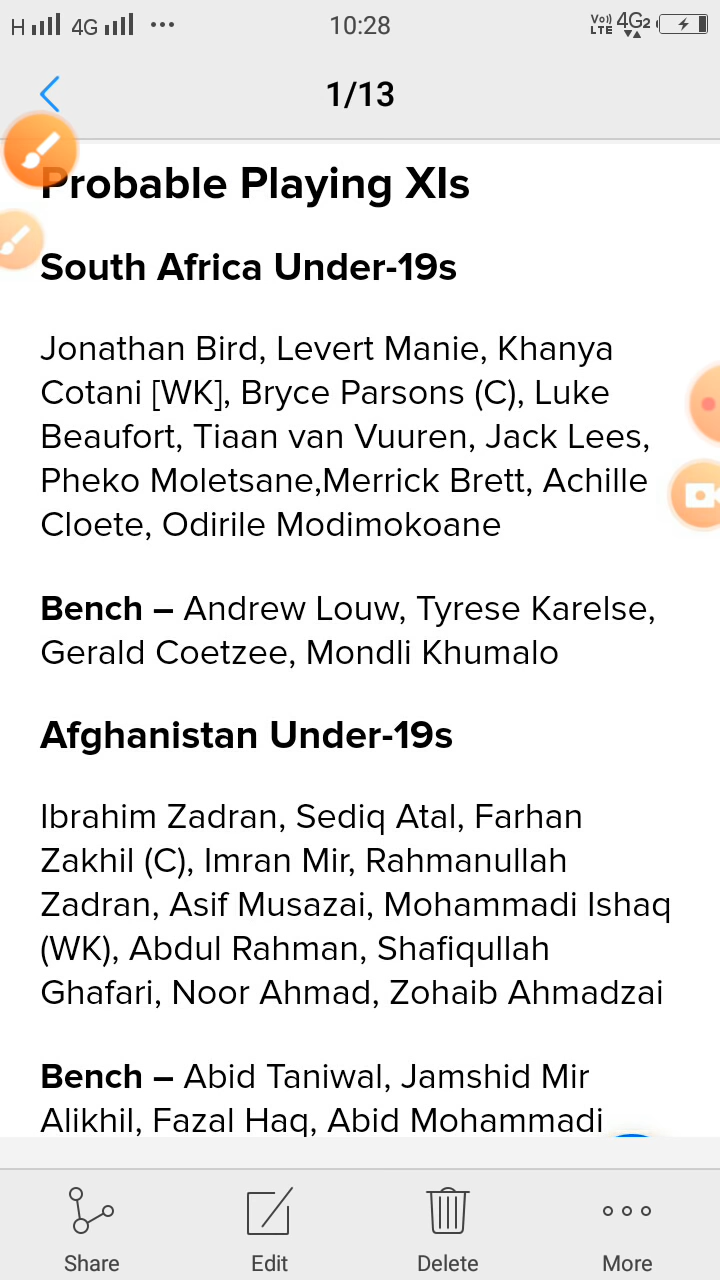 H 4G ... 10:28 Vo)) LTE 4G2
1/13
Probable Playing XIs
South Africa Under-19s
Jonathan Bird, Levert Manie, Khanya
Cotani [WK], Bryce Parsons (C), Luke
Beaufort, Tiaan van Vuuren, Jack Lees,
Pheko Moletsane,Merrick Brett, Achille
Cloete, Odirile Modimokoane
Bench – Andrew Louw, Tyrese Karelse,
Gerald Coetzee, Mondli Khumalo
Afghanistan Under-19s
Ibrahim Zadran, Sediq Atal, Farhan
Zakhil (C), Imran Mir, Rahmanullah
Zadran, Asif Musazai, Mohammadi Ishaq
(WK), Abdul Rahman, Shafiqullah
Ghafari, Noor Ahmad, Zohaib Ahmadzai
Bench – Abid Taniwal, Jamshid Mir
Alikhil, Fazal Haq, Abid Mohammadi
Share Edit Delete More